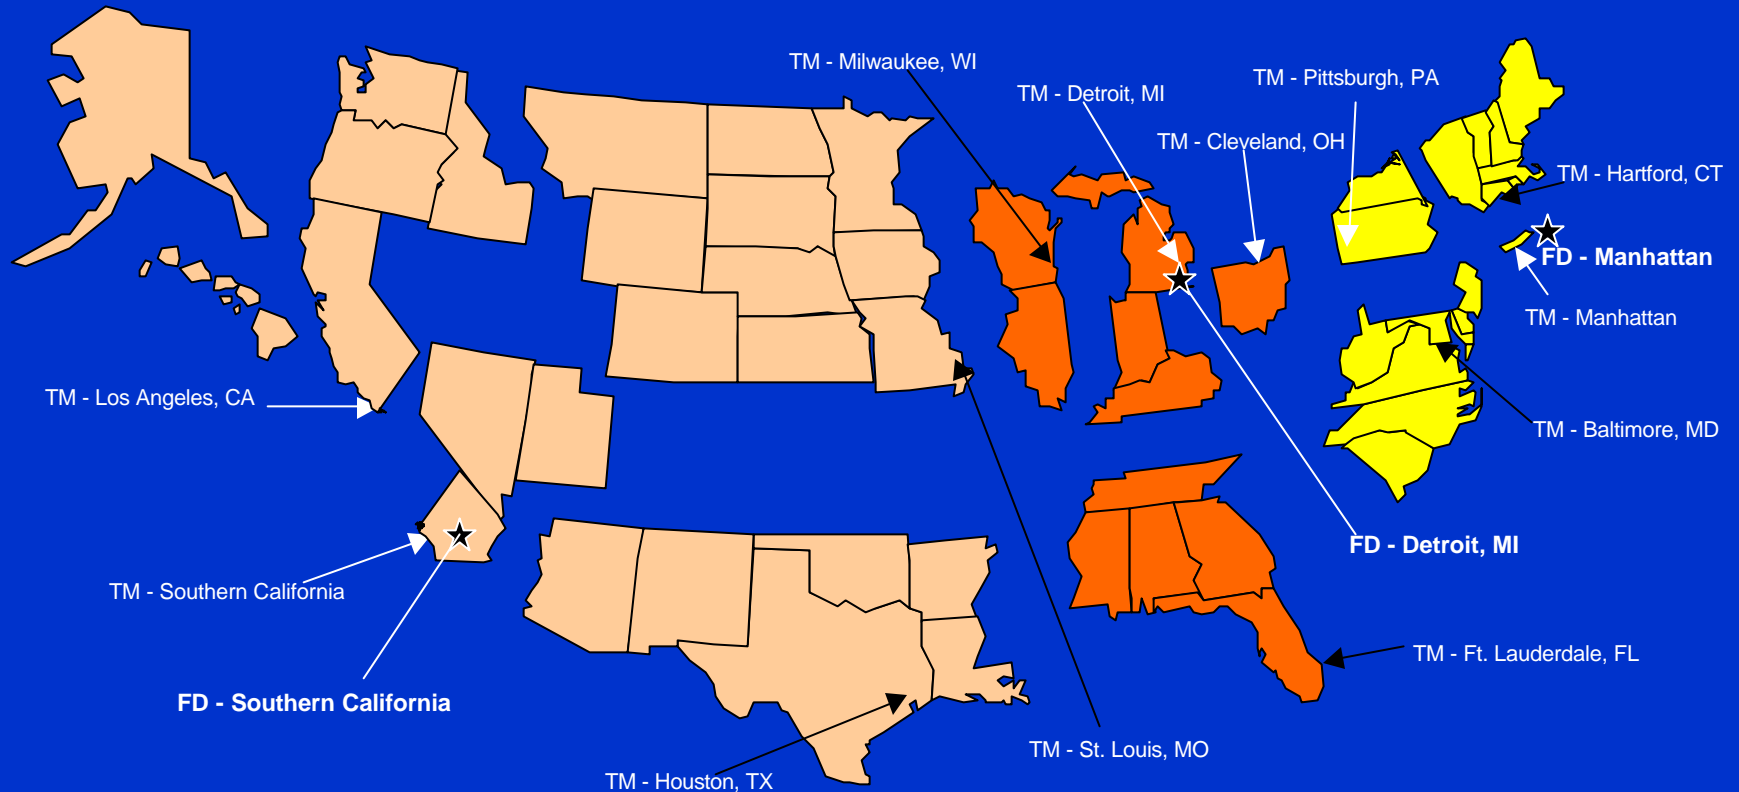 TM - Milwaukee, WI
TM - Detroit, MI
TM - Pittsburgh, PA
TM - Cleveland, OH
TM - Hartford, CT
FD - Manhattan
TM - Manhattan
TM - Los Angeles, CA
TM - Baltimore, MD
FD - Detroit, MI
TM - Southern California
TM - Ft. Lauderdale, FL
FD - Southern California
TM - St. Louis, MO
TM - Houston, TX